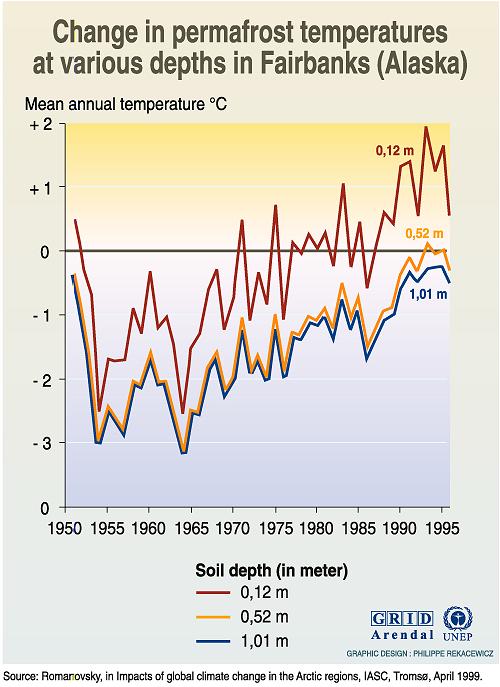 Change in permafrost temperatures
at various depths in Fairbanks (Alaska)
Mean annual temperature °C
+ 2
+ 1
0
- 1
- 2
- 3
0
0,12 m
0,52 m
1,01 m
1950 1955 1960 1965 1970 1975 1980 1985 1990 1995
Soil depth (in meter)
0,12 m
0,52 m
1,01 m
GRID
Arendal
UNEP
GRAPHIC DESIGN : PHILIPPE REKACEWICZ
Source: Romanovsky, in Impacts of global climate change in the Arctic regions, IASC, Tromsø, April 1999.